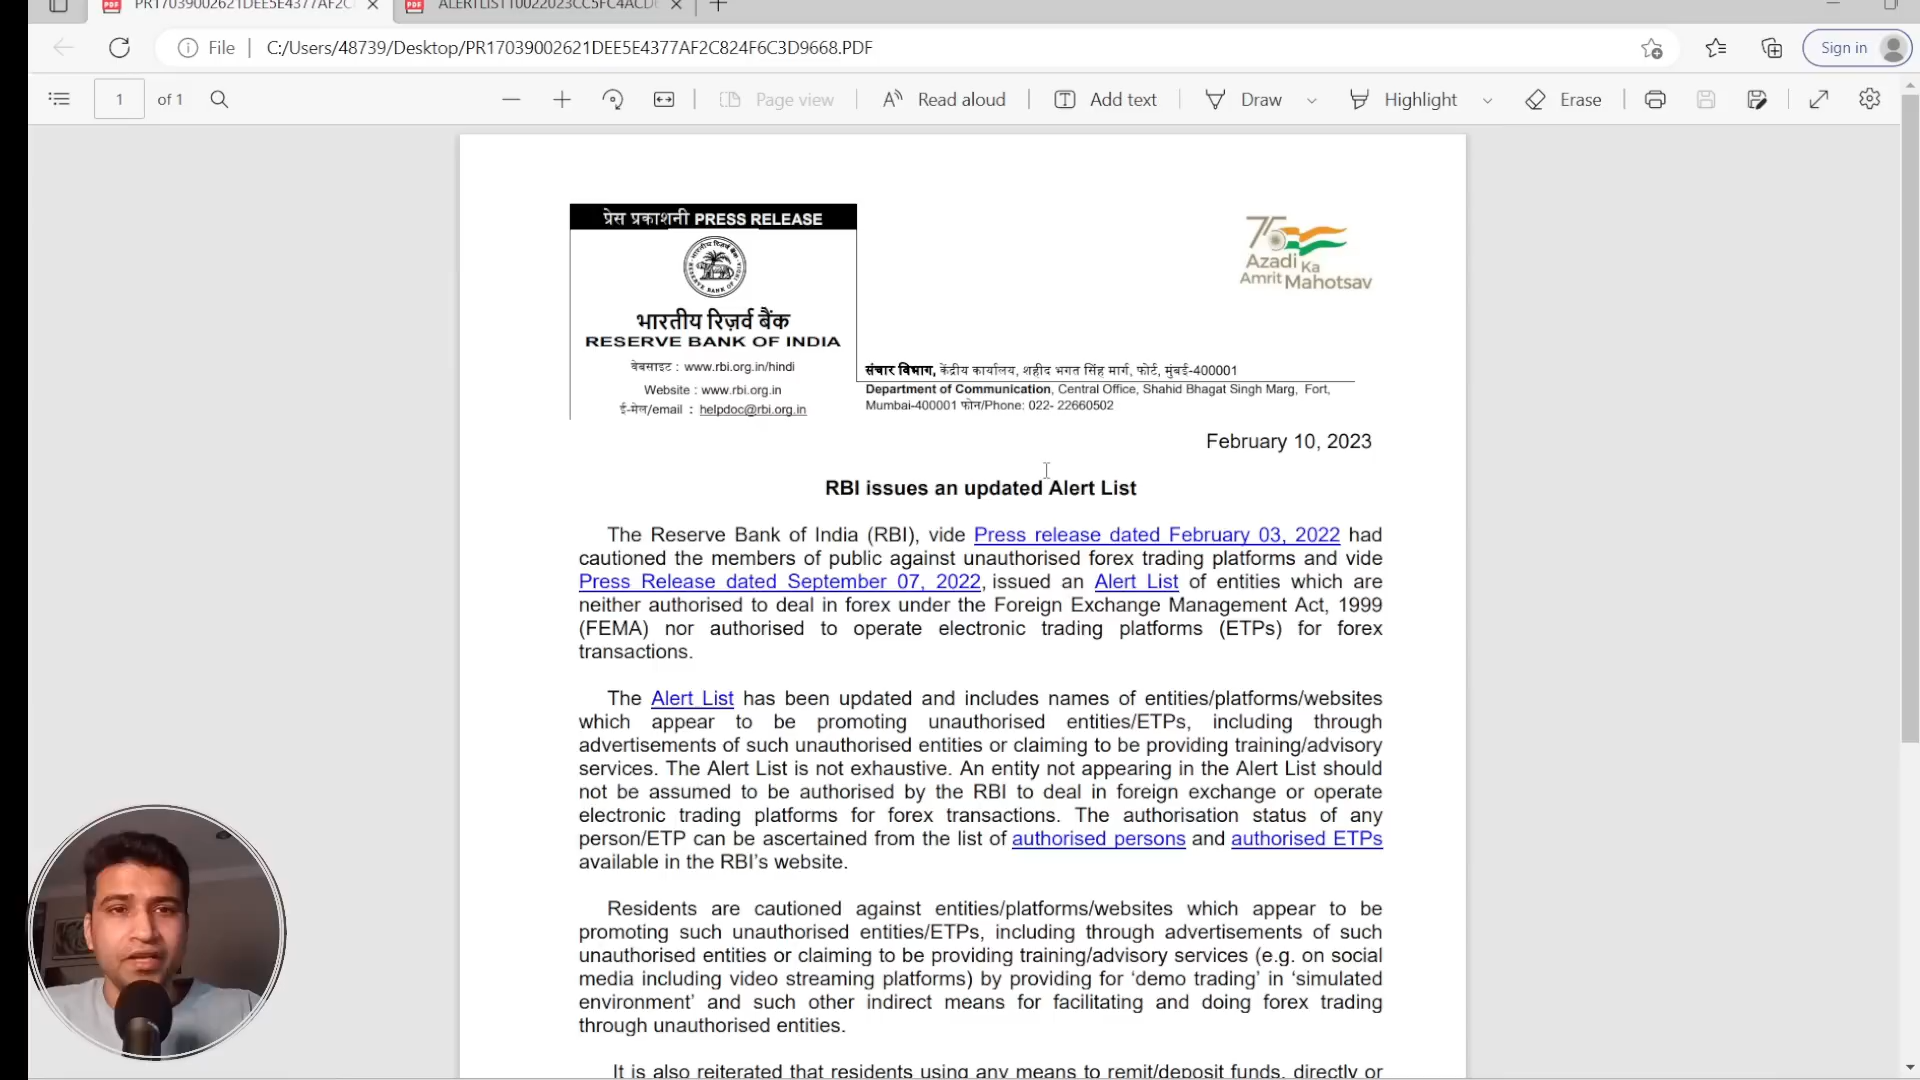 PR17039002621DEE5E4377AF2C
ALERTLIST10022023CC5FC4ACD
File
C:/Users/48739/Desktop/PR17039002621DEE5E4377AF2C824F6C3D9668.PDF
Sign in
1 of 1
Page view
Read aloud
Add text
Draw
Highlight
Erase
प्रेस प्रकाशनी PRESS RELEASE
भारतीय रिज़र्व बैंक
RESERVE BANK OF INDIA
वेबसाइट : www.rbi.org.in/hindi
Website : www.rbi.org.in
ई-मेल/email : helpdoc@rbi.org.in
75
Azadi Ka
Amrit Mahotsav
संचार विभाग, केंद्रीय कार्यालय, शहीद भगत सिंह मार्ग, फोर्ट, मुंबई-400001
Department of Communication, Central Office, Shahid Bhagat Singh Marg, Fort,
Mumbai-400001 फोन/Phone: 022- 22660502
February 10, 2023
RBI issues an updated Alert List
The Reserve Bank of India (RBI), vide Press release dated February 03, 2022 had
cautioned the members of public against unauthorised forex trading platforms and vide
Press Release dated September 07, 2022, issued an Alert List of entities which are
neither authorised to deal in forex under the Foreign Exchange Management Act, 1999
(FEMA) nor authorised to operate electronic trading platforms (ETPs) for forex
transactions.
The Alert List has been updated and includes names of entities/platforms/websites
which appear to be promoting unauthorised entities/ETPs, including through
advertisements of such unauthorised entities or claiming to be providing training/advisory
services. The Alert List is not exhaustive. An entity not appearing in the Alert List should
not be assumed to be authorised by the RBI to deal in foreign exchange or operate
electronic trading platforms for forex transactions. The authorisation status of any
person/ETP can be ascertained from the list of authorised persons and authorised ETPs
available in the RBI's website.
Residents are cautioned against entities/platforms/websites which appear to be
promoting such unauthorised entities/ETPs, including through advertisements of such
unauthorised entities or claiming to be providing training/advisory services (e.g. on social
media including video streaming platforms) by providing for 'demo trading' in 'simulated
environment' and such other indirect means for facilitating and doing forex trading
through unauthorised entities.
It is also reiterated that residents using any means to remit/deposit funds, directly or